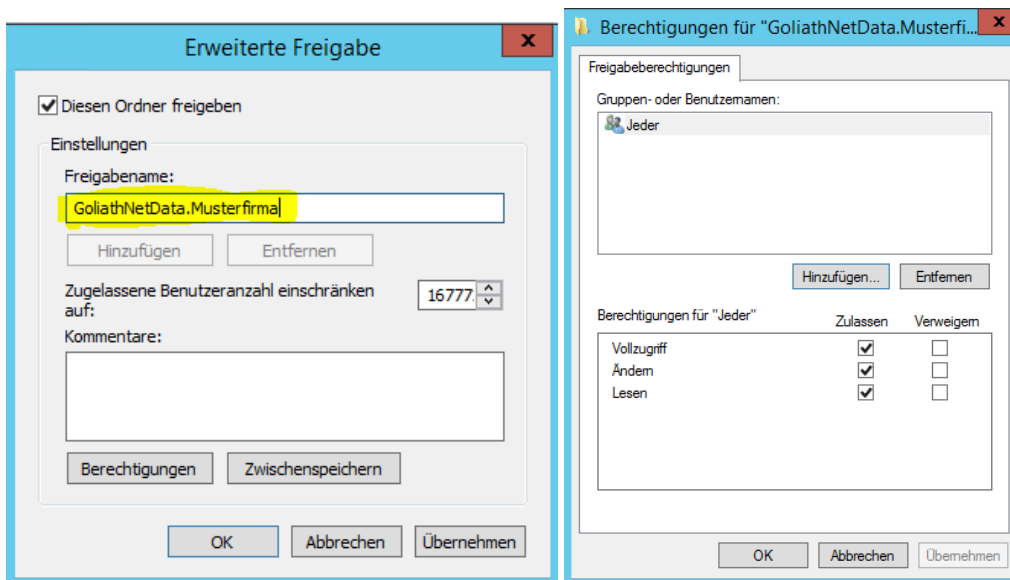 Erweiterte Freigabe
x
Diesen Ordner freigeben
Einstellungen
Freigabename:
GoliathNetData.Musterfirma
Hinzufügen Entfernen
Zugelassene Benutzeranzahl einschränken
auf:
16777
Kommentare:
Berechtigungen Zwischenspeichern
OK Abbrechen Übernehmen
Berechtigungen für "GoliathNetData.Musterfi...
x
Freigabeberechtigungen
Gruppen- oder Benutzernamen:
Jeder
Hinzufügen... Entfernen
Berechtigungen für "Jeder" Zulassen Verweigern
Vollzugriff
Ändern
Lesen
OK Abbrechen Übernehmen